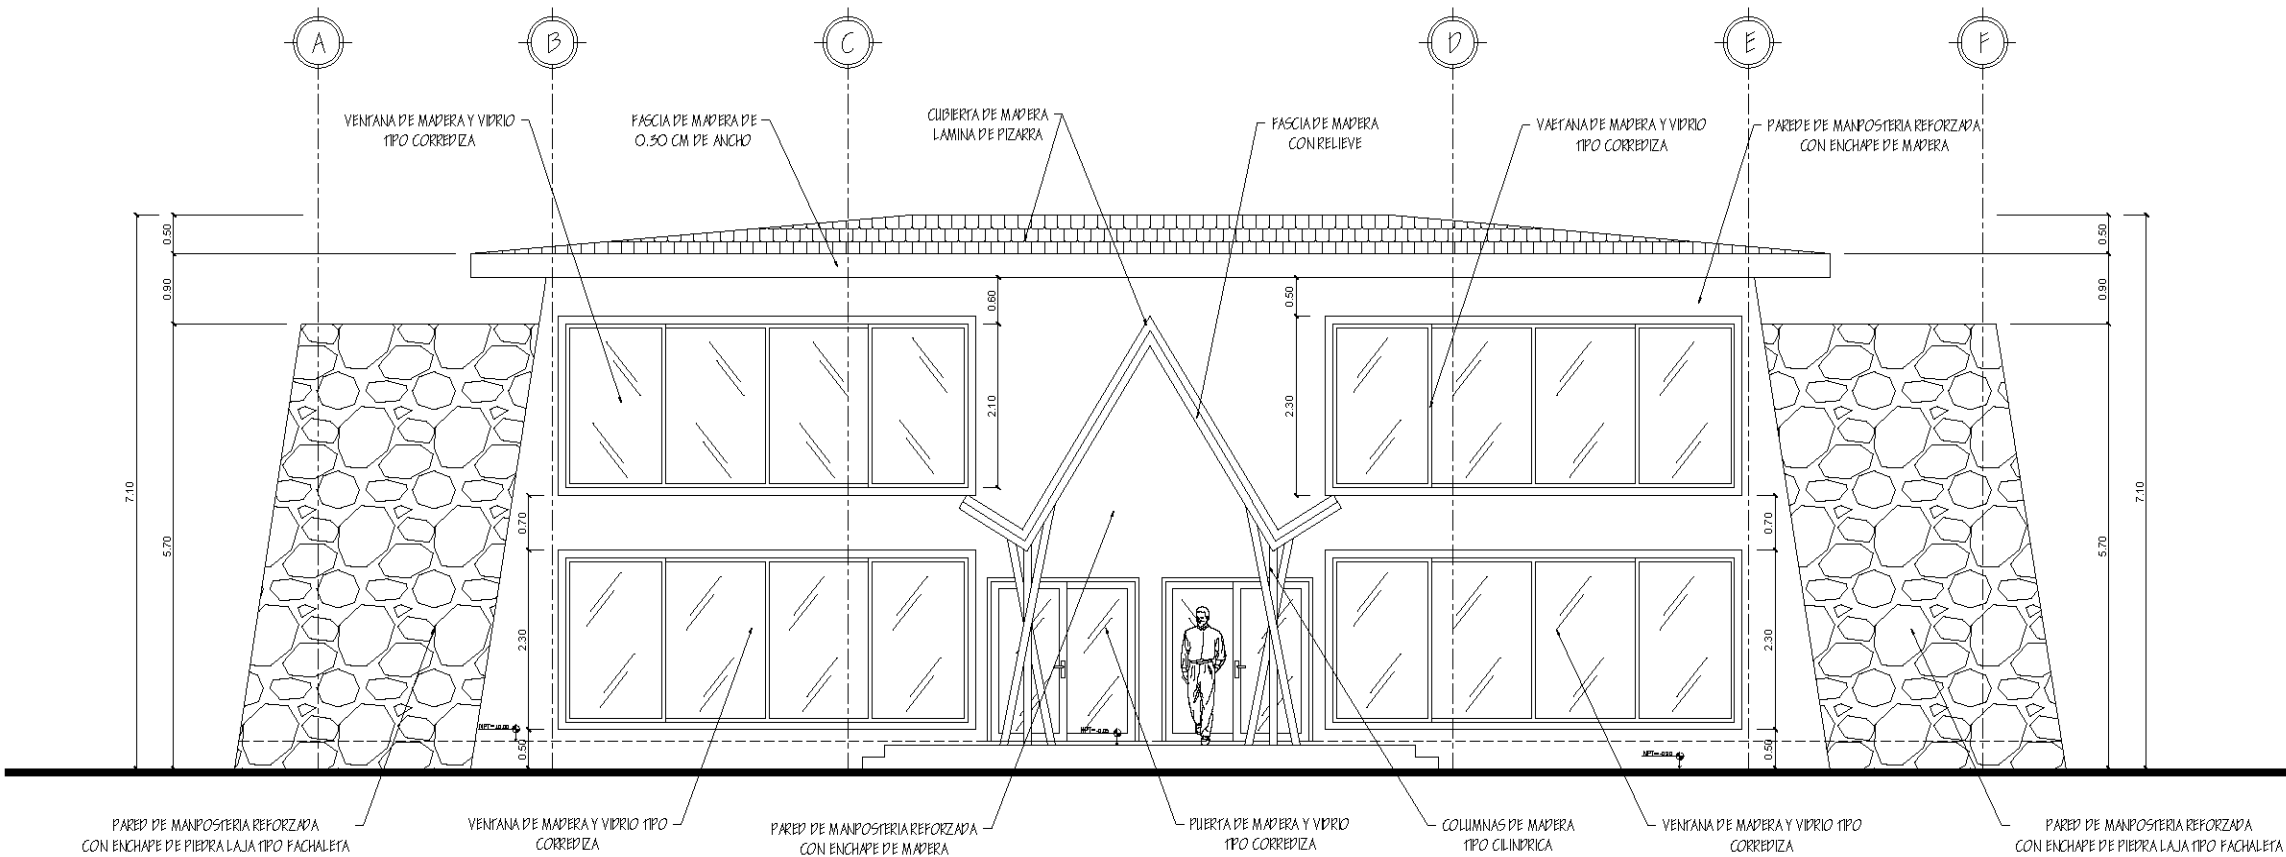 A
B
C
D
E
F
VENTANA DE MADERA Y VIDRIO
TIPO CORREDIZA
FASCIA DE MADERA DE
0.30 CM DE ANCHO
CUBIERTA DE MADERA
LAMINA DE PIZARRA
FASCIA DE MADERA
CON RELIEVE
VAETANA DE MADERA Y VIDRIO
TIPO CORREDIZA
PAREDE DE MANPOSTERIA REFORZADA
CON ENCHAPE DE MADERA
0.50
0.90
7.10
5.70
0.60
2.10
0.50
2.30
0.50
0.90
7.10
5.70
0.70
2.30
0.50
0.70
2.30
0.50
NPT=
NPT=
NPT=
PARED DE MANPOSTERIA REFORZADA
CON ENCHAPE DE PIEDRA LAJA TIPO FACHALETA
VENTANA DE MADERA Y VIDRIO TIPO
CORREDIZA
PARED DE MANPOSTERIA REFORZADA
CON ENCHAPE DE MADERA
PUERTA DE MADERA Y VIDRIO
TIPO CORREDIZA
COLUMNAS DE MADERA
TIPO CILINDRICA
VENTANA DE MADERA Y VIDRIO TIPO
CORREDIZA
PARED DE MANPOSTERIA REFORZADA
CON ENCHAPE DE PIEDRA LAJA TIPO FACHALETA